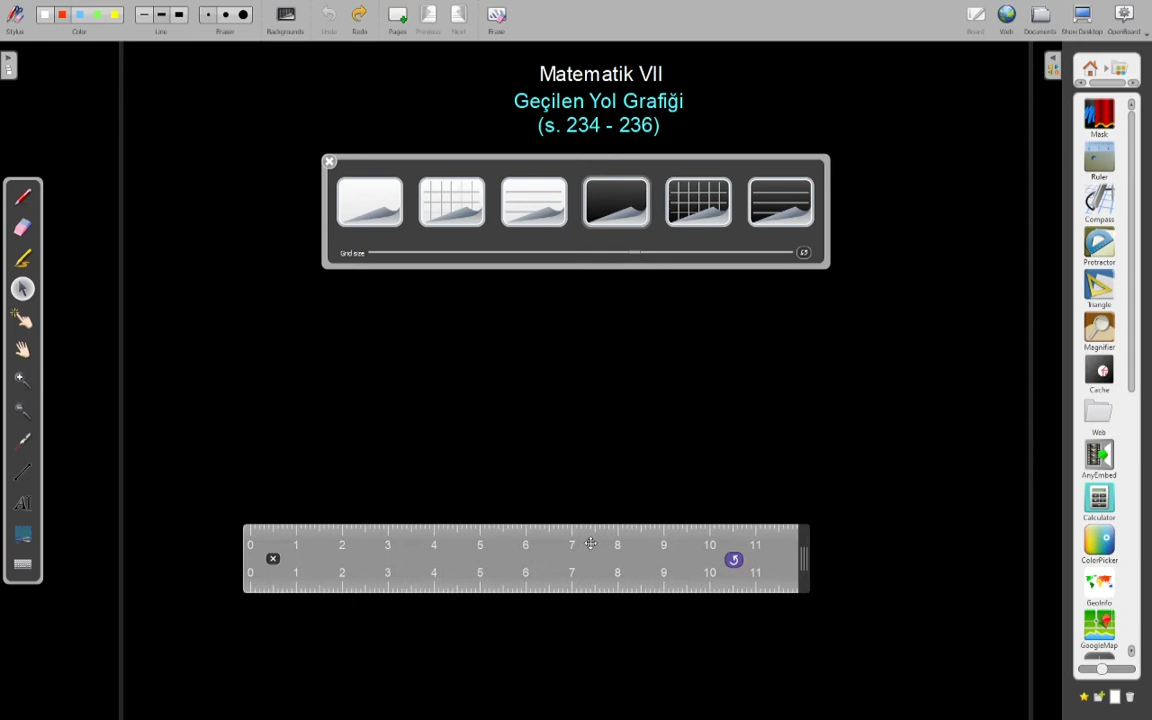 Stylus
Color
Line
Eraser
Backgrounds
Undo
Redo
Pages
Previous
Next
Erase
Board
Web
Documents
Show Desktop
OpenBoard
Matematik VII
Geçilen Yol Grafiği
(s. 234 - 236)
Grid size
0 1 2 3 4 5 6 7 8 9 10 11
0 1 2 3 4 5 6 7 8 9 10 11
Mask
Ruler
Compass
Protractor
Triangle
Magnifier
Cache
Web
AnyEmbed
Calculator
ColorPicker
GeoInfo
GoogleMap